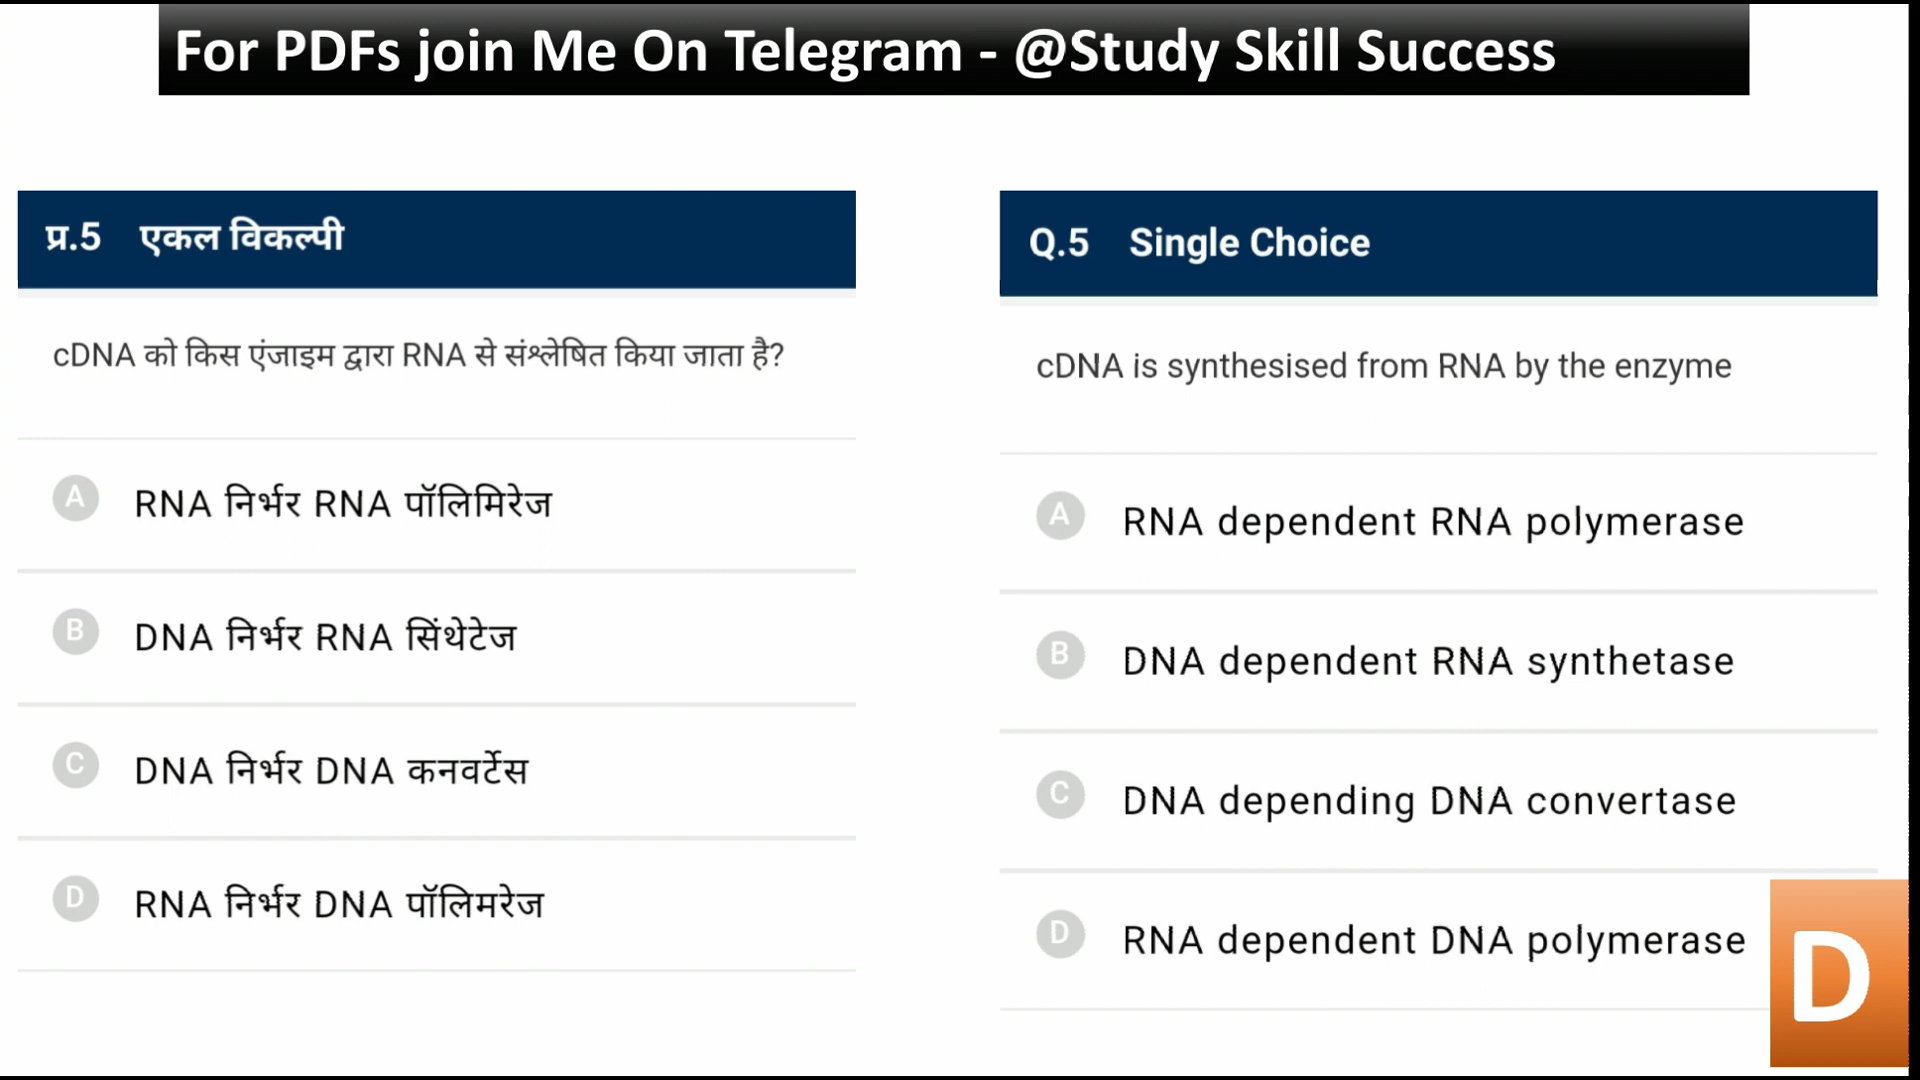 For PDFs join Me On Telegram - @Study Skill Success
प्र.5 एकल विकल्पी
cDNA को किस एंजाइम द्वारा RNA से संश्लेषित किया जाता है?
A RNA निर्भर RNA पॉलिमिरेज
B DNA निर्भर RNA सिंथेटेज
C DNA निर्भर DNA कनवर्टेस
D RNA निर्भर DNA पॉलिमरेज
Q.5 Single Choice
cDNA is synthesised from RNA by the enzyme
A RNA dependent RNA polymerase
B DNA dependent RNA synthetase
C DNA depending DNA convertase
D RNA dependent DNA polymerase
D